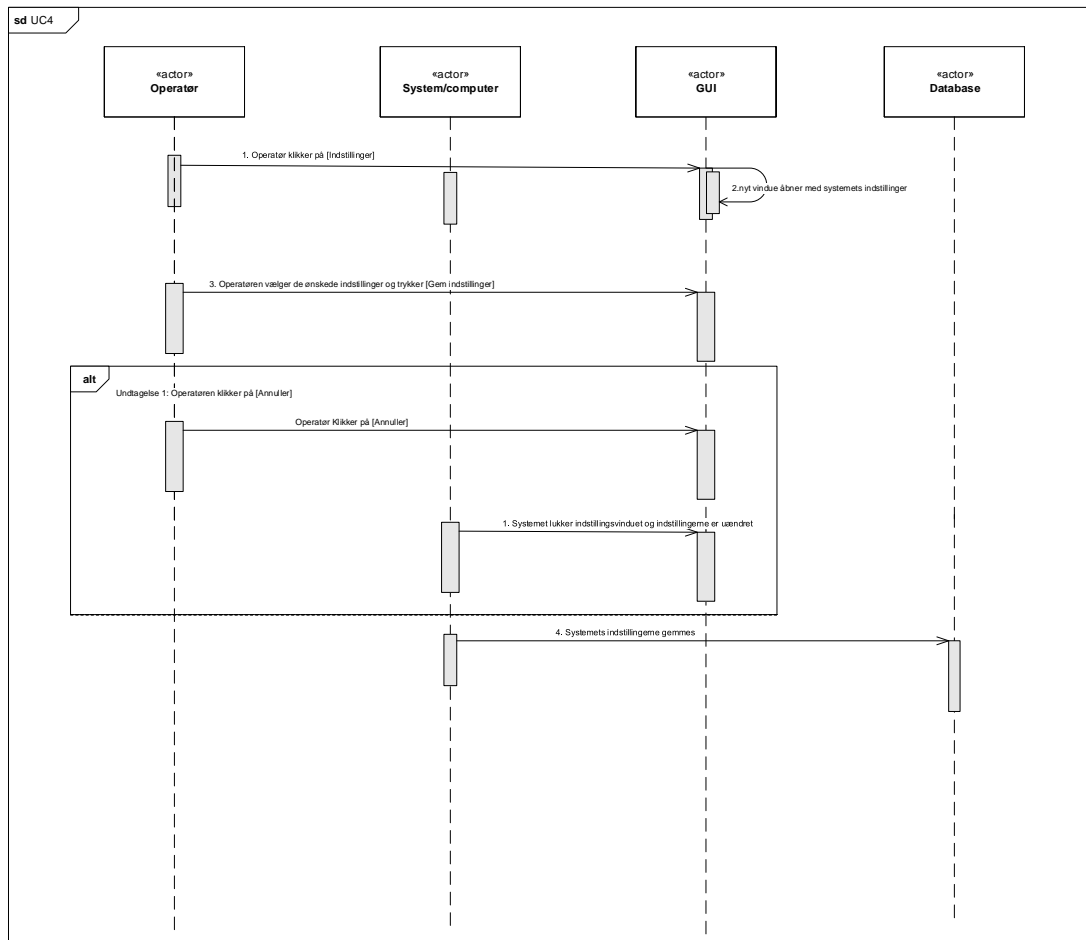 sd UC4
«actor»
Operatør
«actor»
System/computer
«actor»
GUI
«actor»
Database
1. Operatør klikker på [Indstillinger]
2.nyt vindue åbner med systemets indstillinger
3. Operatøren vælger de ønskede indstillinger og trykker [Gem indstillinger]
alt
Undtagelse 1: Operatøren klikker på [Annuller]
Operatør Klikker på [Annuller]
1. Systemet lukker indstillingsvinduet og indstillingerne er uændret
4. Systemets indstillingerne gemmes